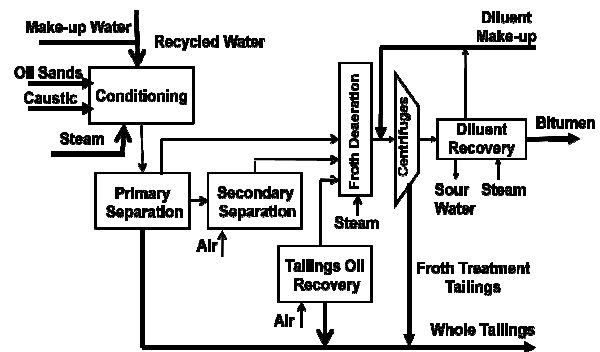 Make-up Water
Recycled Water
Diluent
Make-up
Oil Sands
Caustic
Conditioning
Steam
Froth Deaeration
Centrifuges
Diluent
Recovery
Bitumen
Primary
Separation
Secondary
Separation
Sour
Water
Steam
Steam
Air
Tailings Oil
Recovery
Froth Treatment
Tailings
Air
Whole Tailings